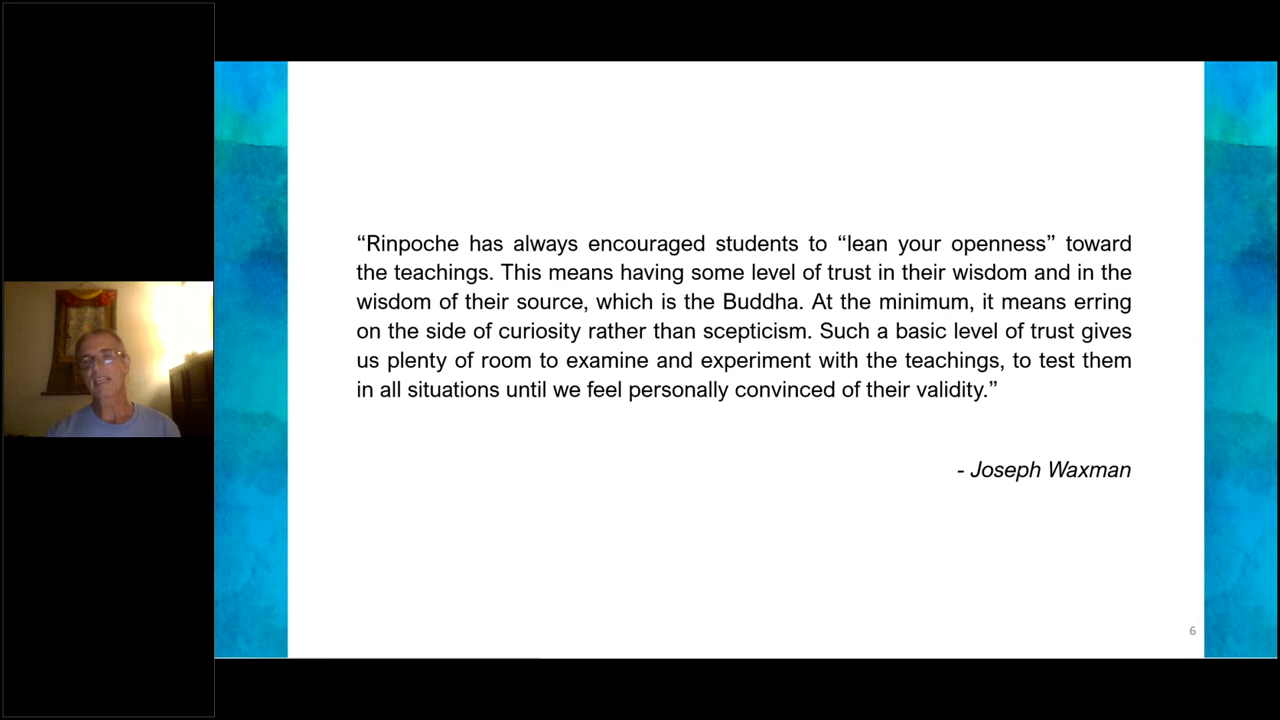 “Rinpoche has always encouraged students to “lean your openness” toward
the teachings. This means having some level of trust in their wisdom and in the
wisdom of their source, which is the Buddha. At the minimum, it means erring
on the side of curiosity rather than scepticism. Such a basic level of trust gives
us plenty of room to examine and experiment with the teachings, to test them
in all situations until we feel personally convinced of their validity.”
- Joseph Waxman
6